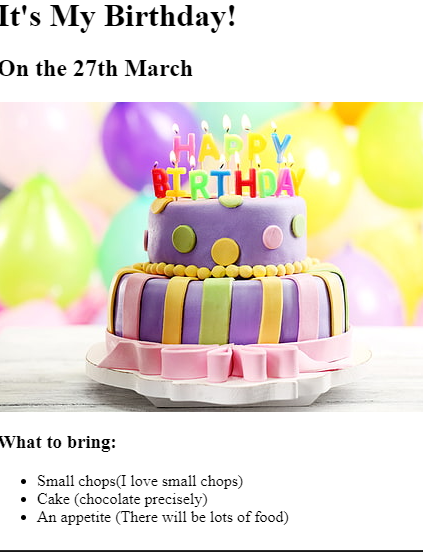 It's My Birthday!
On the 27th March
HAPPY
BIRTHDAY
What to bring:
Small chops(I love small chops)
Cake (chocolate precisely)
An appetite (There will be lots of food)